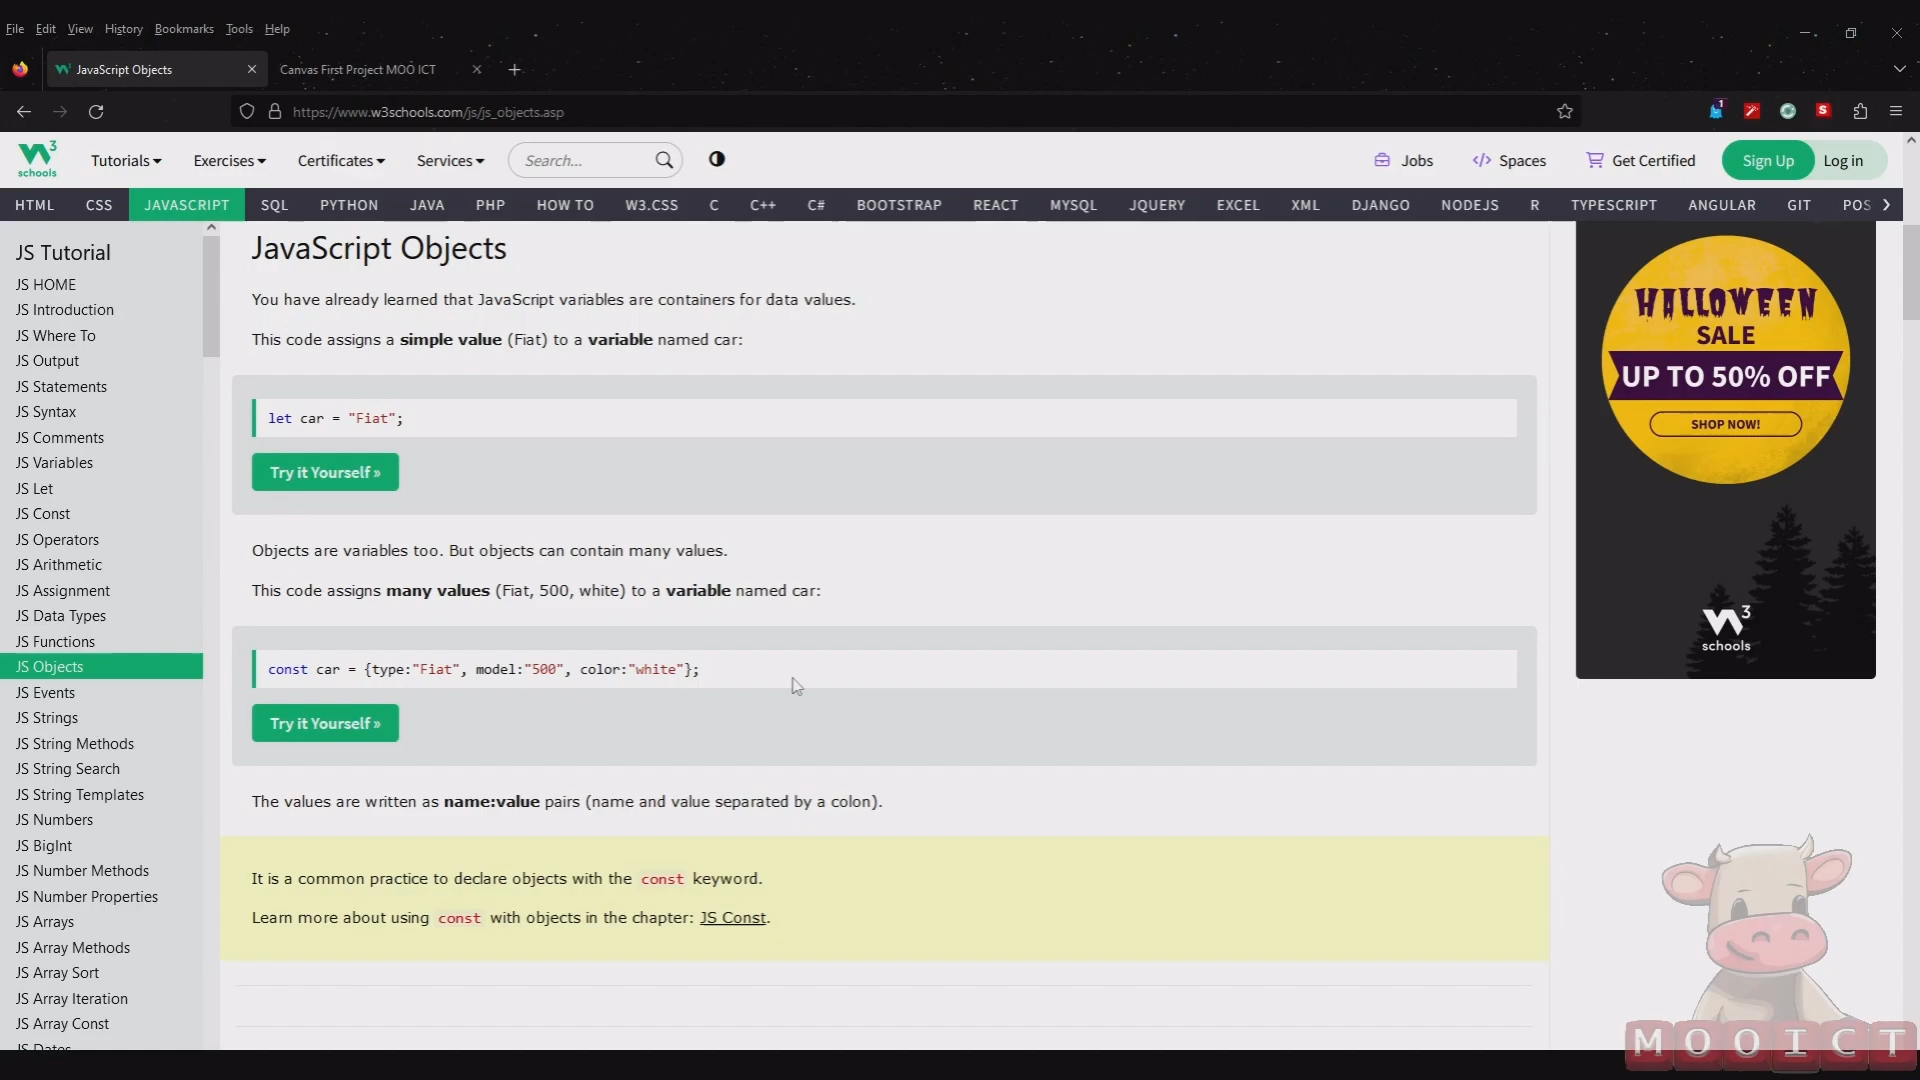 File Edit View History Bookmarks Tools Help
JavaScript Objects
Canvas First Project MOO ICT
https://www.w3schools.com/js/js_objects.asp
1
S
3
schools
Tutorials
Exercises
Certificates
Services
Search...
Jobs
Spaces
Get Certified
Sign Up
Log in
HTML CSS JAVASCRIPT SQL PYTHON JAVA PHP HOW TO W3.CSS C C++ C# BOOTSTRAP REACT MYSQL JQUERY EXCEL XML DJANGO NODEJS R TYPESCRIPT ANGULAR GIT POS
JS Tutorial
JS HOME
JS Introduction
JS Where To
JS Output
JS Statements
JS Syntax
JS Comments
JS Variables
JS Let
JS Const
JS Operators
JS Arithmetic
JS Assignment
JS Data Types
JS Functions
JS Objects
JS Events
JS Strings
JS String Methods
JS String Search
JS String Templates
JS Numbers
JS BigInt
JS Number Methods
JS Number Properties
JS Arrays
JS Array Methods
JS Array Sort
JS Array Iteration
JS Array Const
JS Dates
JavaScript Objects
You have already learned that JavaScript variables are containers for data values.
This code assigns a simple value (Fiat) to a variable named car:
let car = "Fiat";
Try it Yourself »
Objects are variables too. But objects can contain many values.
This code assigns many values (Fiat, 500, white) to a variable named car:
const car = {type:"Fiat", model:"500", color:"white"};
Try it Yourself »
The values are written as name:value pairs (name and value separated by a colon).
It is a common practice to declare objects with the const keyword.
Learn more about using const with objects in the chapter: JS Const.
HALLOWEEN
SALE
UP TO 50% OFF
SHOP NOW!
3
schools
MOOICT